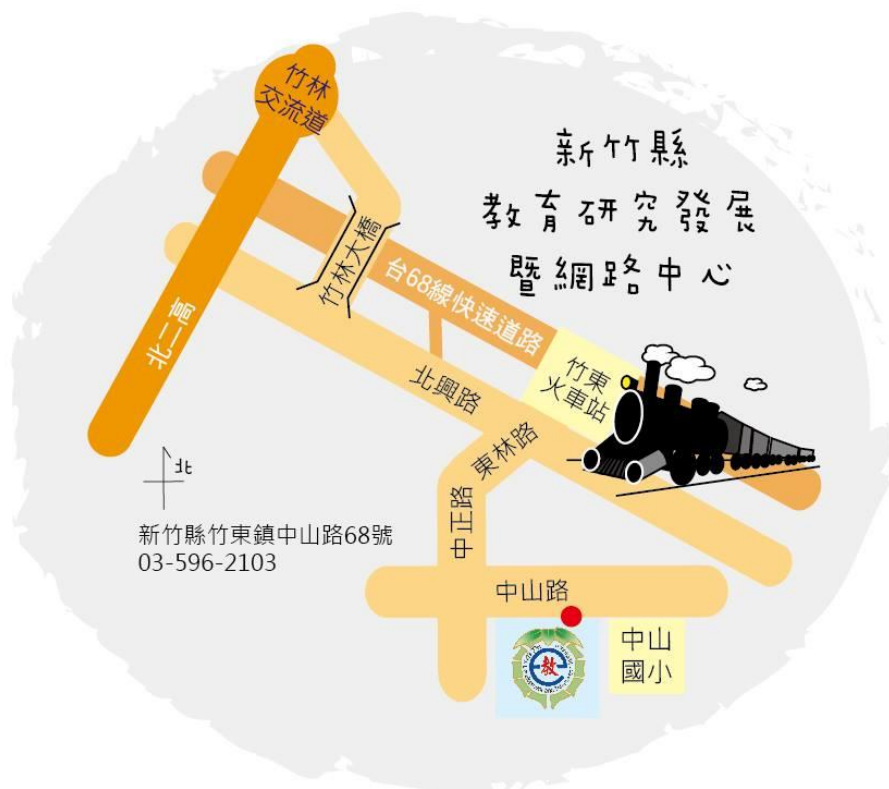 竹林
交流道
新竹縣
教育研究發展
暨網路中心
竹林大橋
台68線快速道路
北二高
竹東
火車站
北興路
東林路
北
中正路
新竹縣竹東鎮中山路68號
03-596-2103
中山路
中山
國小
教